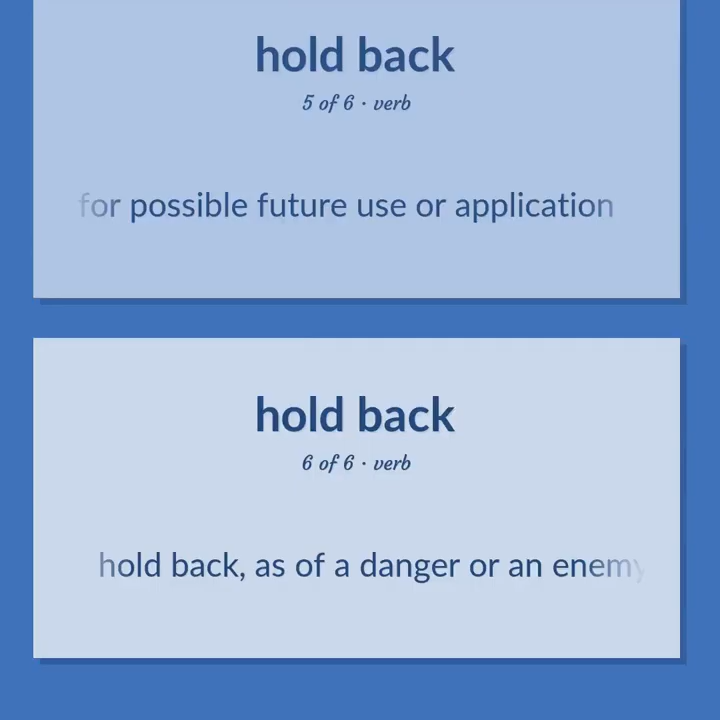 hold back
5 of 6 · verb
for possible future use or application
hold back
6 of 6 · verb
hold back, as of a danger or an enemy